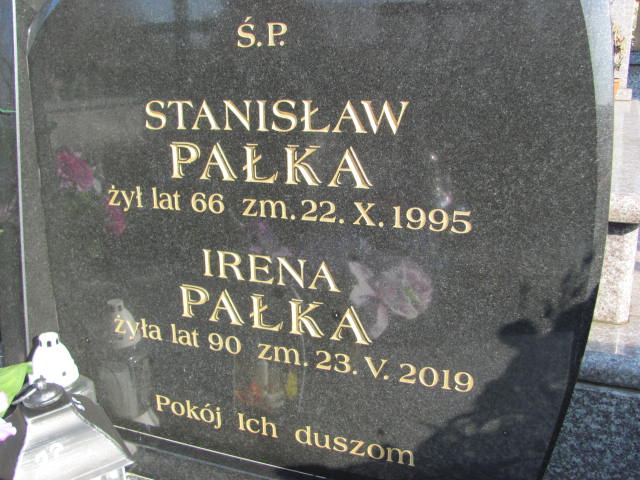 Ś.P.
STANISŁAW
PAŁKA
żył lat 66 zm. 22. X. 1995
IRENA
PAŁKA
żyła lat 90 zm. 23. V. 2019
Pokój Ich duszom